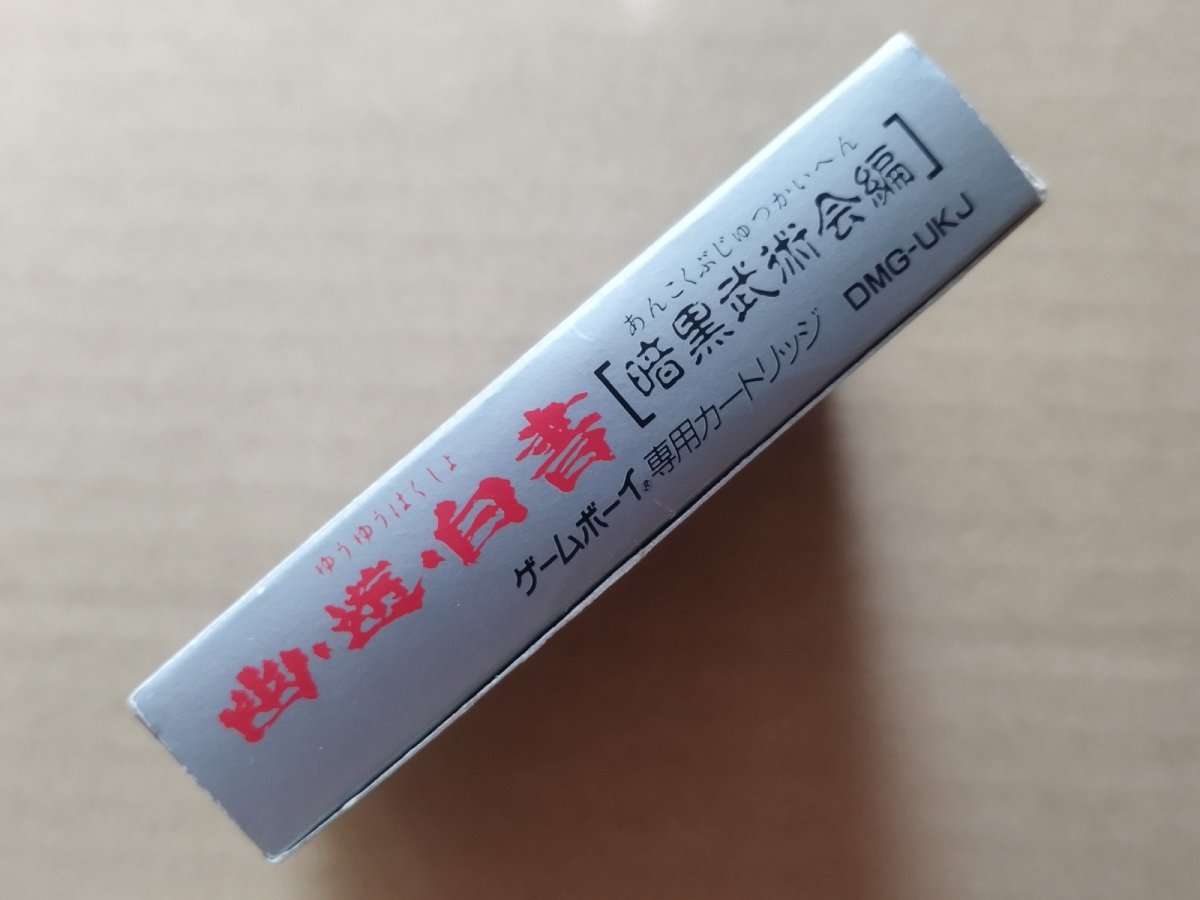 ゆうゆうはくしょ
幽・遊・白書
あんこくぶじゅつかいへん
[暗黒武術会編]
ゲームボーイ®専用カートリッジ DMG-UKJ